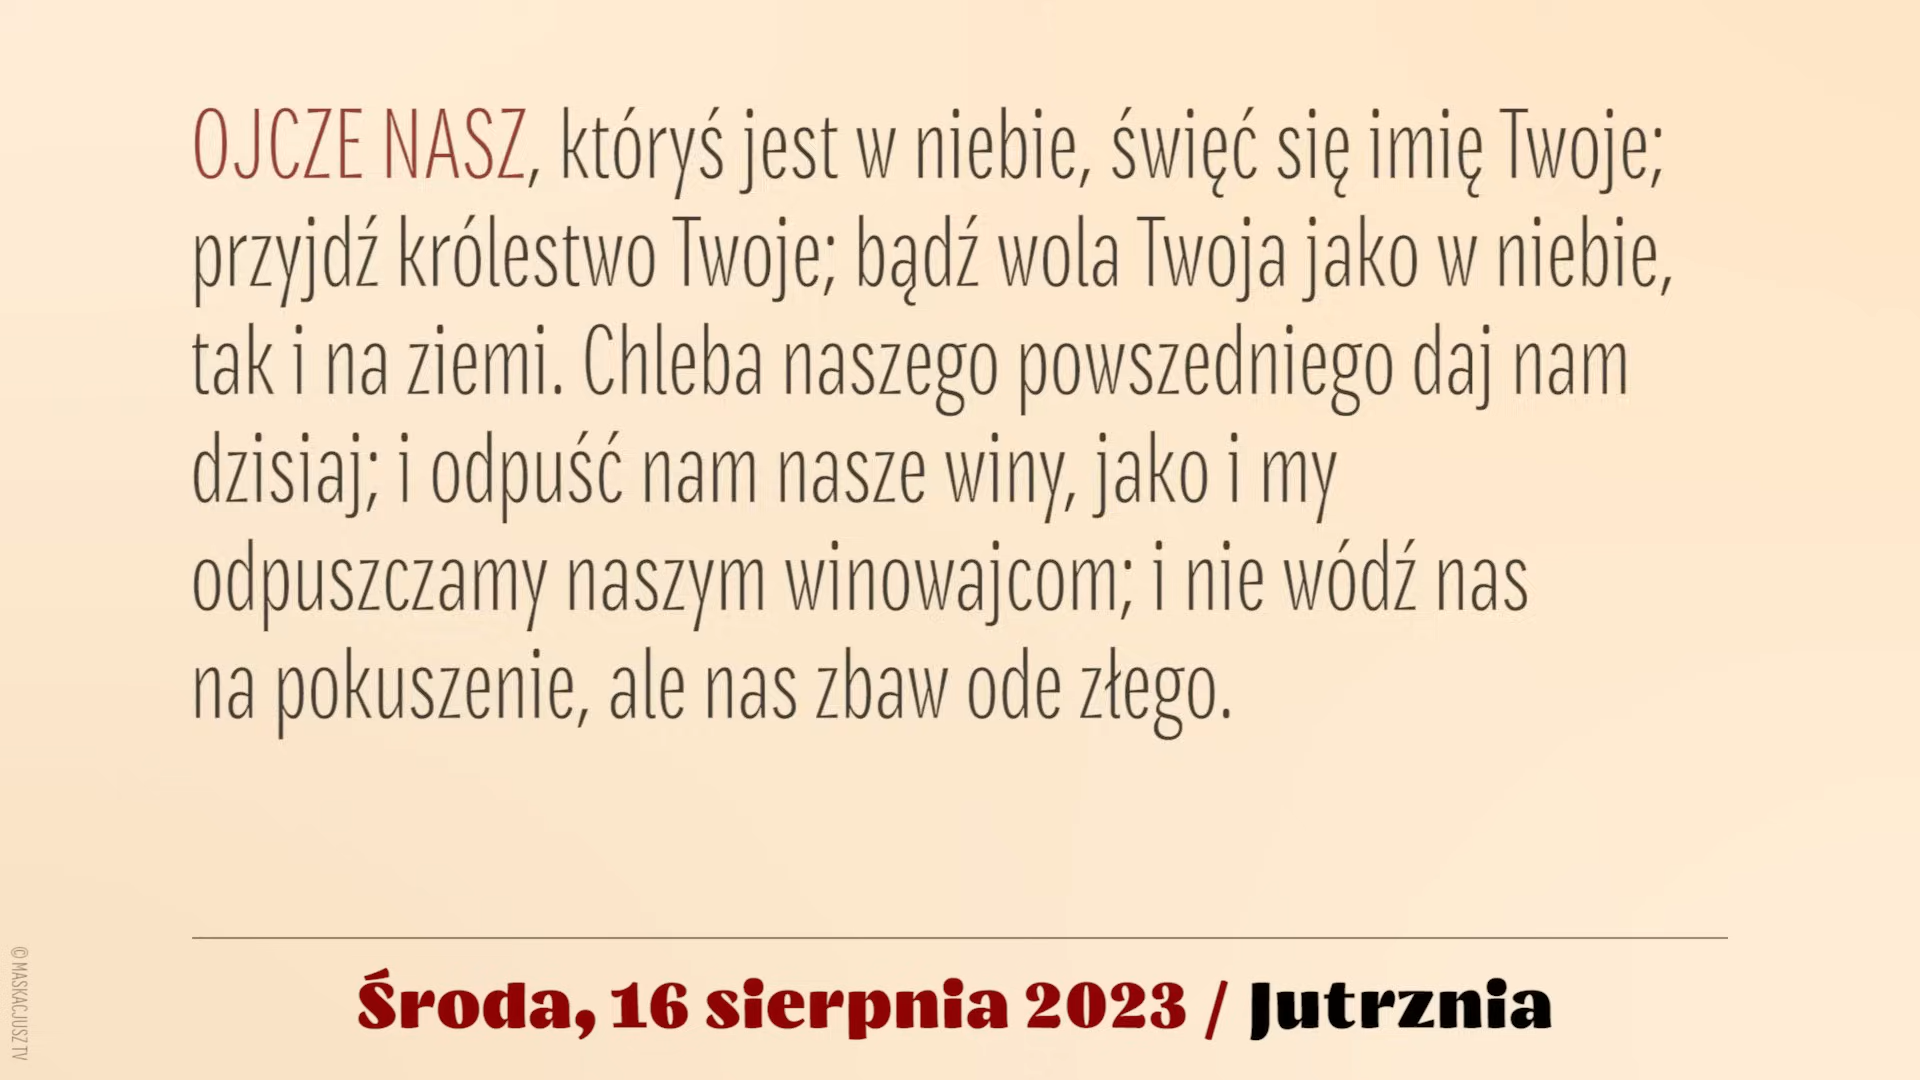 OJCZE NASZ, któryś jest w niebie, święć się imię Twoje;
przyjdź królestwo Twoje; bądź wola Twoja jako w niebie,
tak i na ziemi. Chleba naszego powszedniego daj nam
dzisiaj; i odpuść nam nasze winy, jako i my
odpuszczamy naszym winowajcom; i nie wódź nas
na pokuszenie, ale nas zbaw ode złego.
Środa, 16 sierpnia 2023 / Jutrznia
© MASKACJUSZ TV